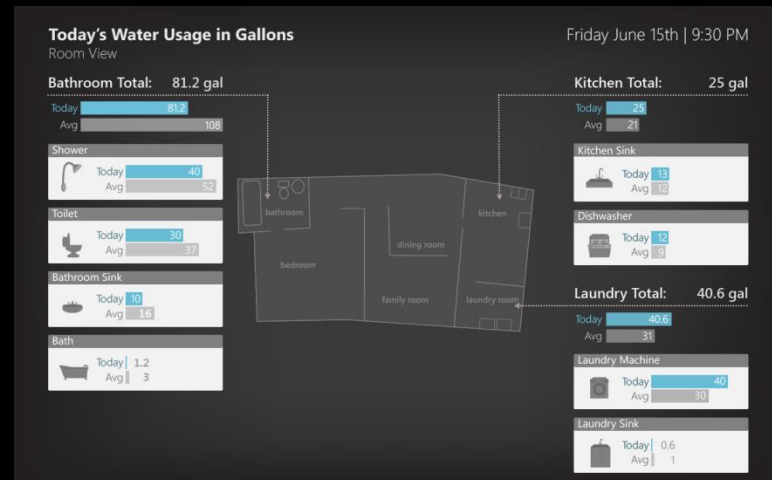 Today's Water Usage in Gallons
Room View
Friday June 15th | 9:30 PM
Bathroom Total: 81.2 gal
Today 81.2
Avg 108
Shower
Today 40
Avg 52
Toilet
Today 30
Avg 37
Bathroom Sink
Today 10
Avg 16
Bath
Today 1.2
Avg 3
bathroom
bedroom
dining room
family room
kitchen
laundry room
Kitchen Total: 25 gal
Today 25
Avg 21
Kitchen Sink
Today 13
Avg 12
Dishwasher
Today 12
Avg 9
Laundry Total: 40.6 gal
Today 40.6
Avg 31
Laundry Machine
Today 40
Avg 30
Laundry Sink
Today 0.6
Avg 1